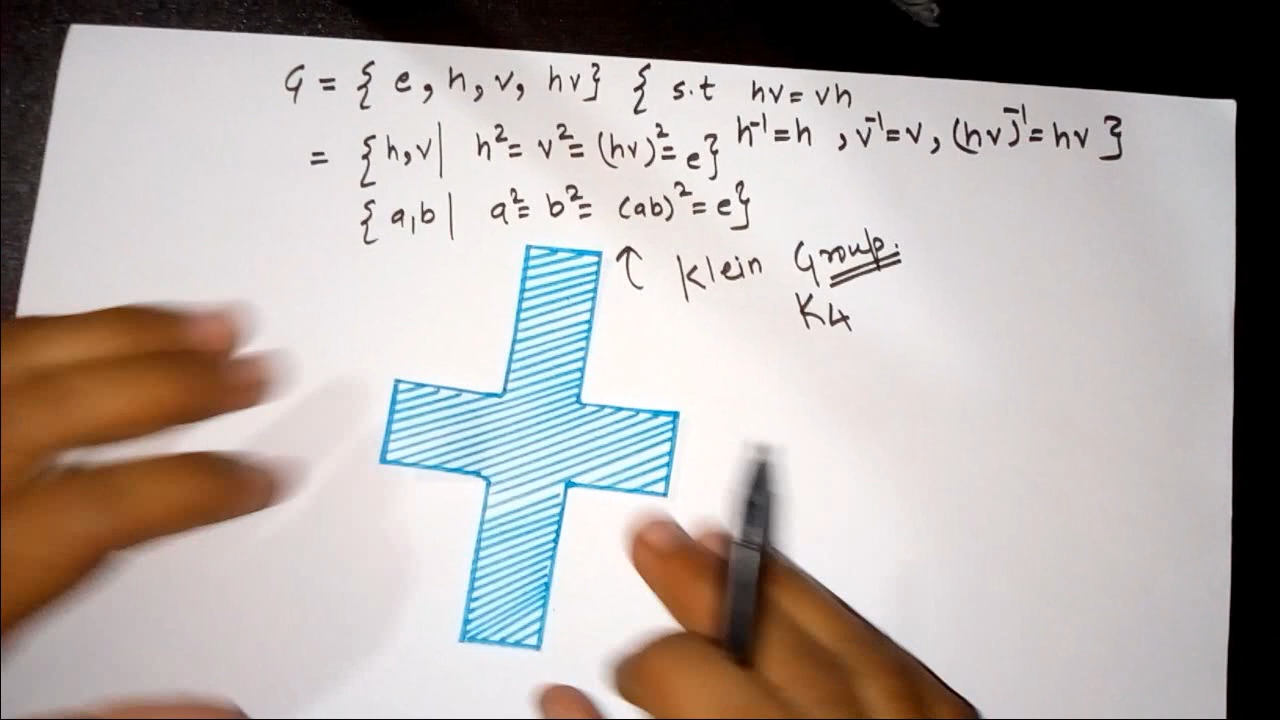 G = { e, h, v, hv } { s.t hv = vh
= { h,v | h² = v² = (hv)² = e } h⁻¹ = h , v⁻¹ = v, (hv)⁻¹ = hv }
{ a,b | a² = b² = (ab)² = e }
↑ Klein Group.
K4